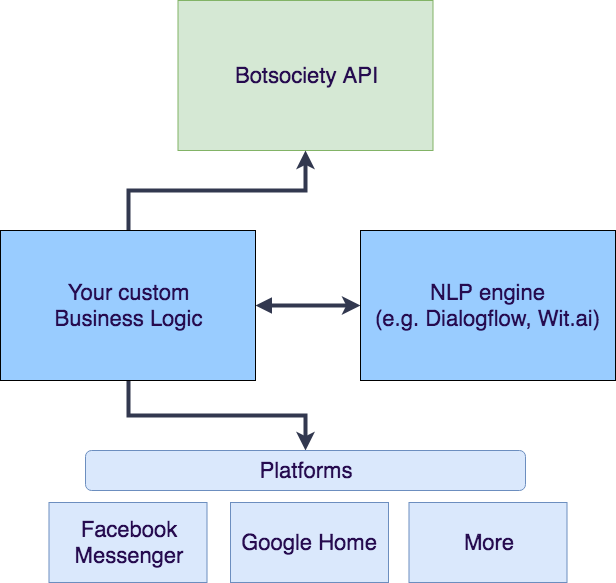 Botsociety API
Your custom
Business Logic
NLP engine
(e.g. Dialogflow, Wit.ai)
Platforms
Facebook
Messenger
Google Home
More